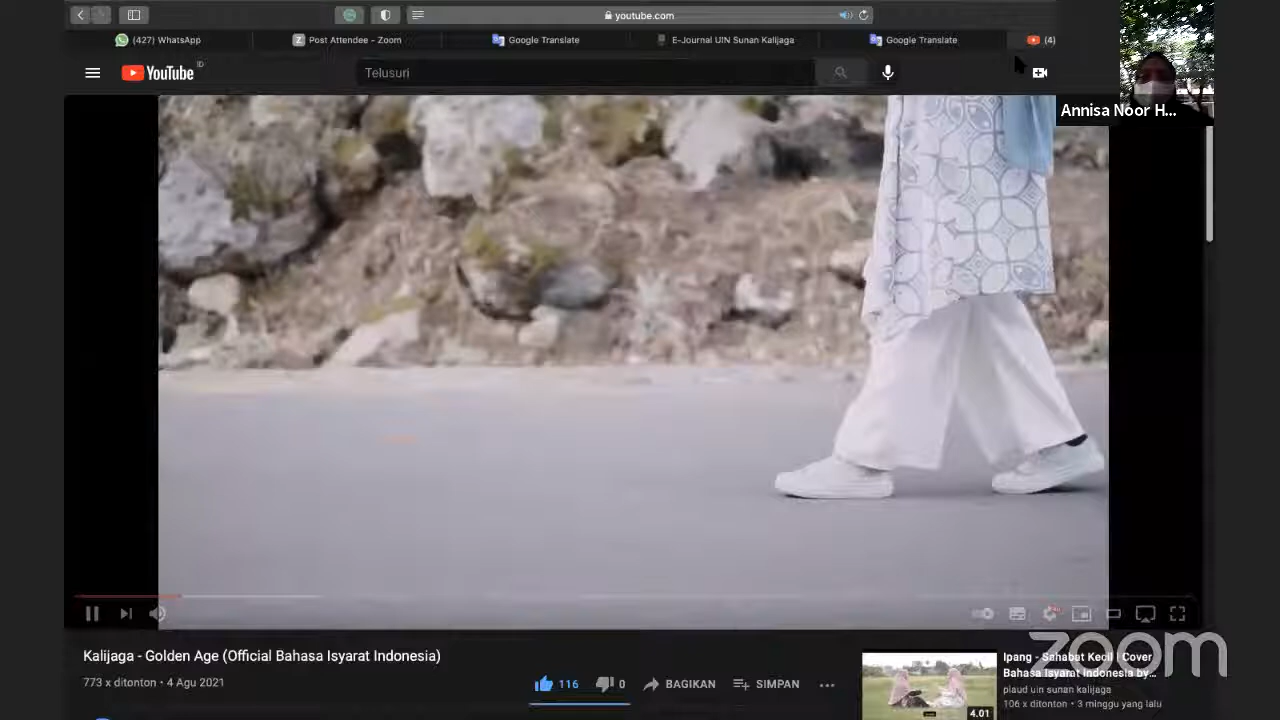 youtube.com
(427) WhatsApp
Post Attendee - Zoom
Google Translate
E-Journal UIN Sunan Kalijaga
Google Translate
(4)
YouTube ID
Telusuri
Annisa Noor H...
Kalijaga - Golden Age (Official Bahasa Isyarat Indonesia)
773 x ditonton • 4 Agu 2021
116
0
BAGIKAN
SIMPAN
4.01
Ipang - Sahabat Kecil | Cover
Bahasa Isyarat Indonesia by...
plaud uin sunan kalijaga
106 x ditonton • 3 minggu yang lalu
zoom